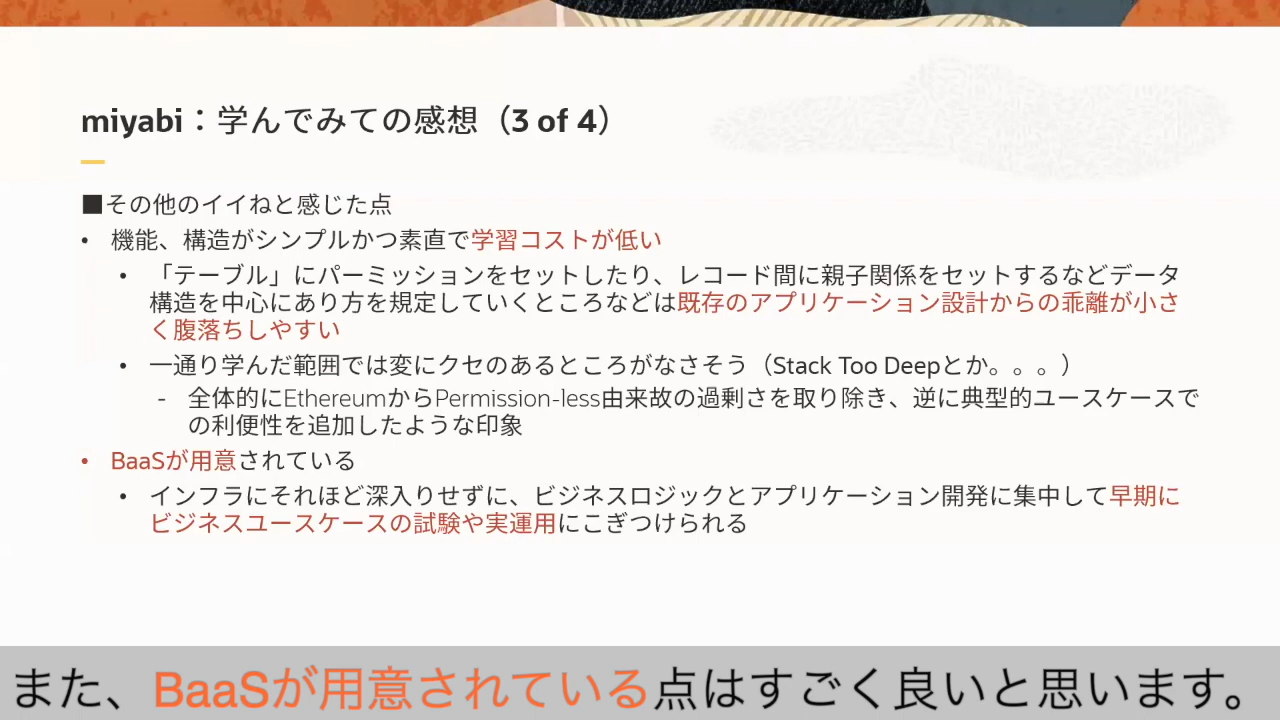 miyabi：学んでみての感想（3 of 4）
■その他のイイねと感じた点
• 機能、構造がシンプルかつ素直で学習コストが低い
• 「テーブル」にパーミッションをセットしたり、レコード間に親子関係をセットするなどデータ
構造を中心にあり方を規定していくところなどは既存のアプリケーション設計からの乖離が小さ
く腹落ちしやすい
• 一通り学んだ範囲では変にクセのあるところがなさそう（Stack Too Deepとか。。。）
- 全体的にEthereumからPermission-less由来故の過剰さを取り除き、逆に典型的ユースケースで
の利便性を追加したような印象
• BaaSが用意されている
• インフラにそれほど深入りせずに、ビジネスロジックとアプリケーション開発に集中して早期に
ビジネスユースケースの試験や実運用にこぎつけられる
また、BaaSが用意されている点はすごく良いと思います。